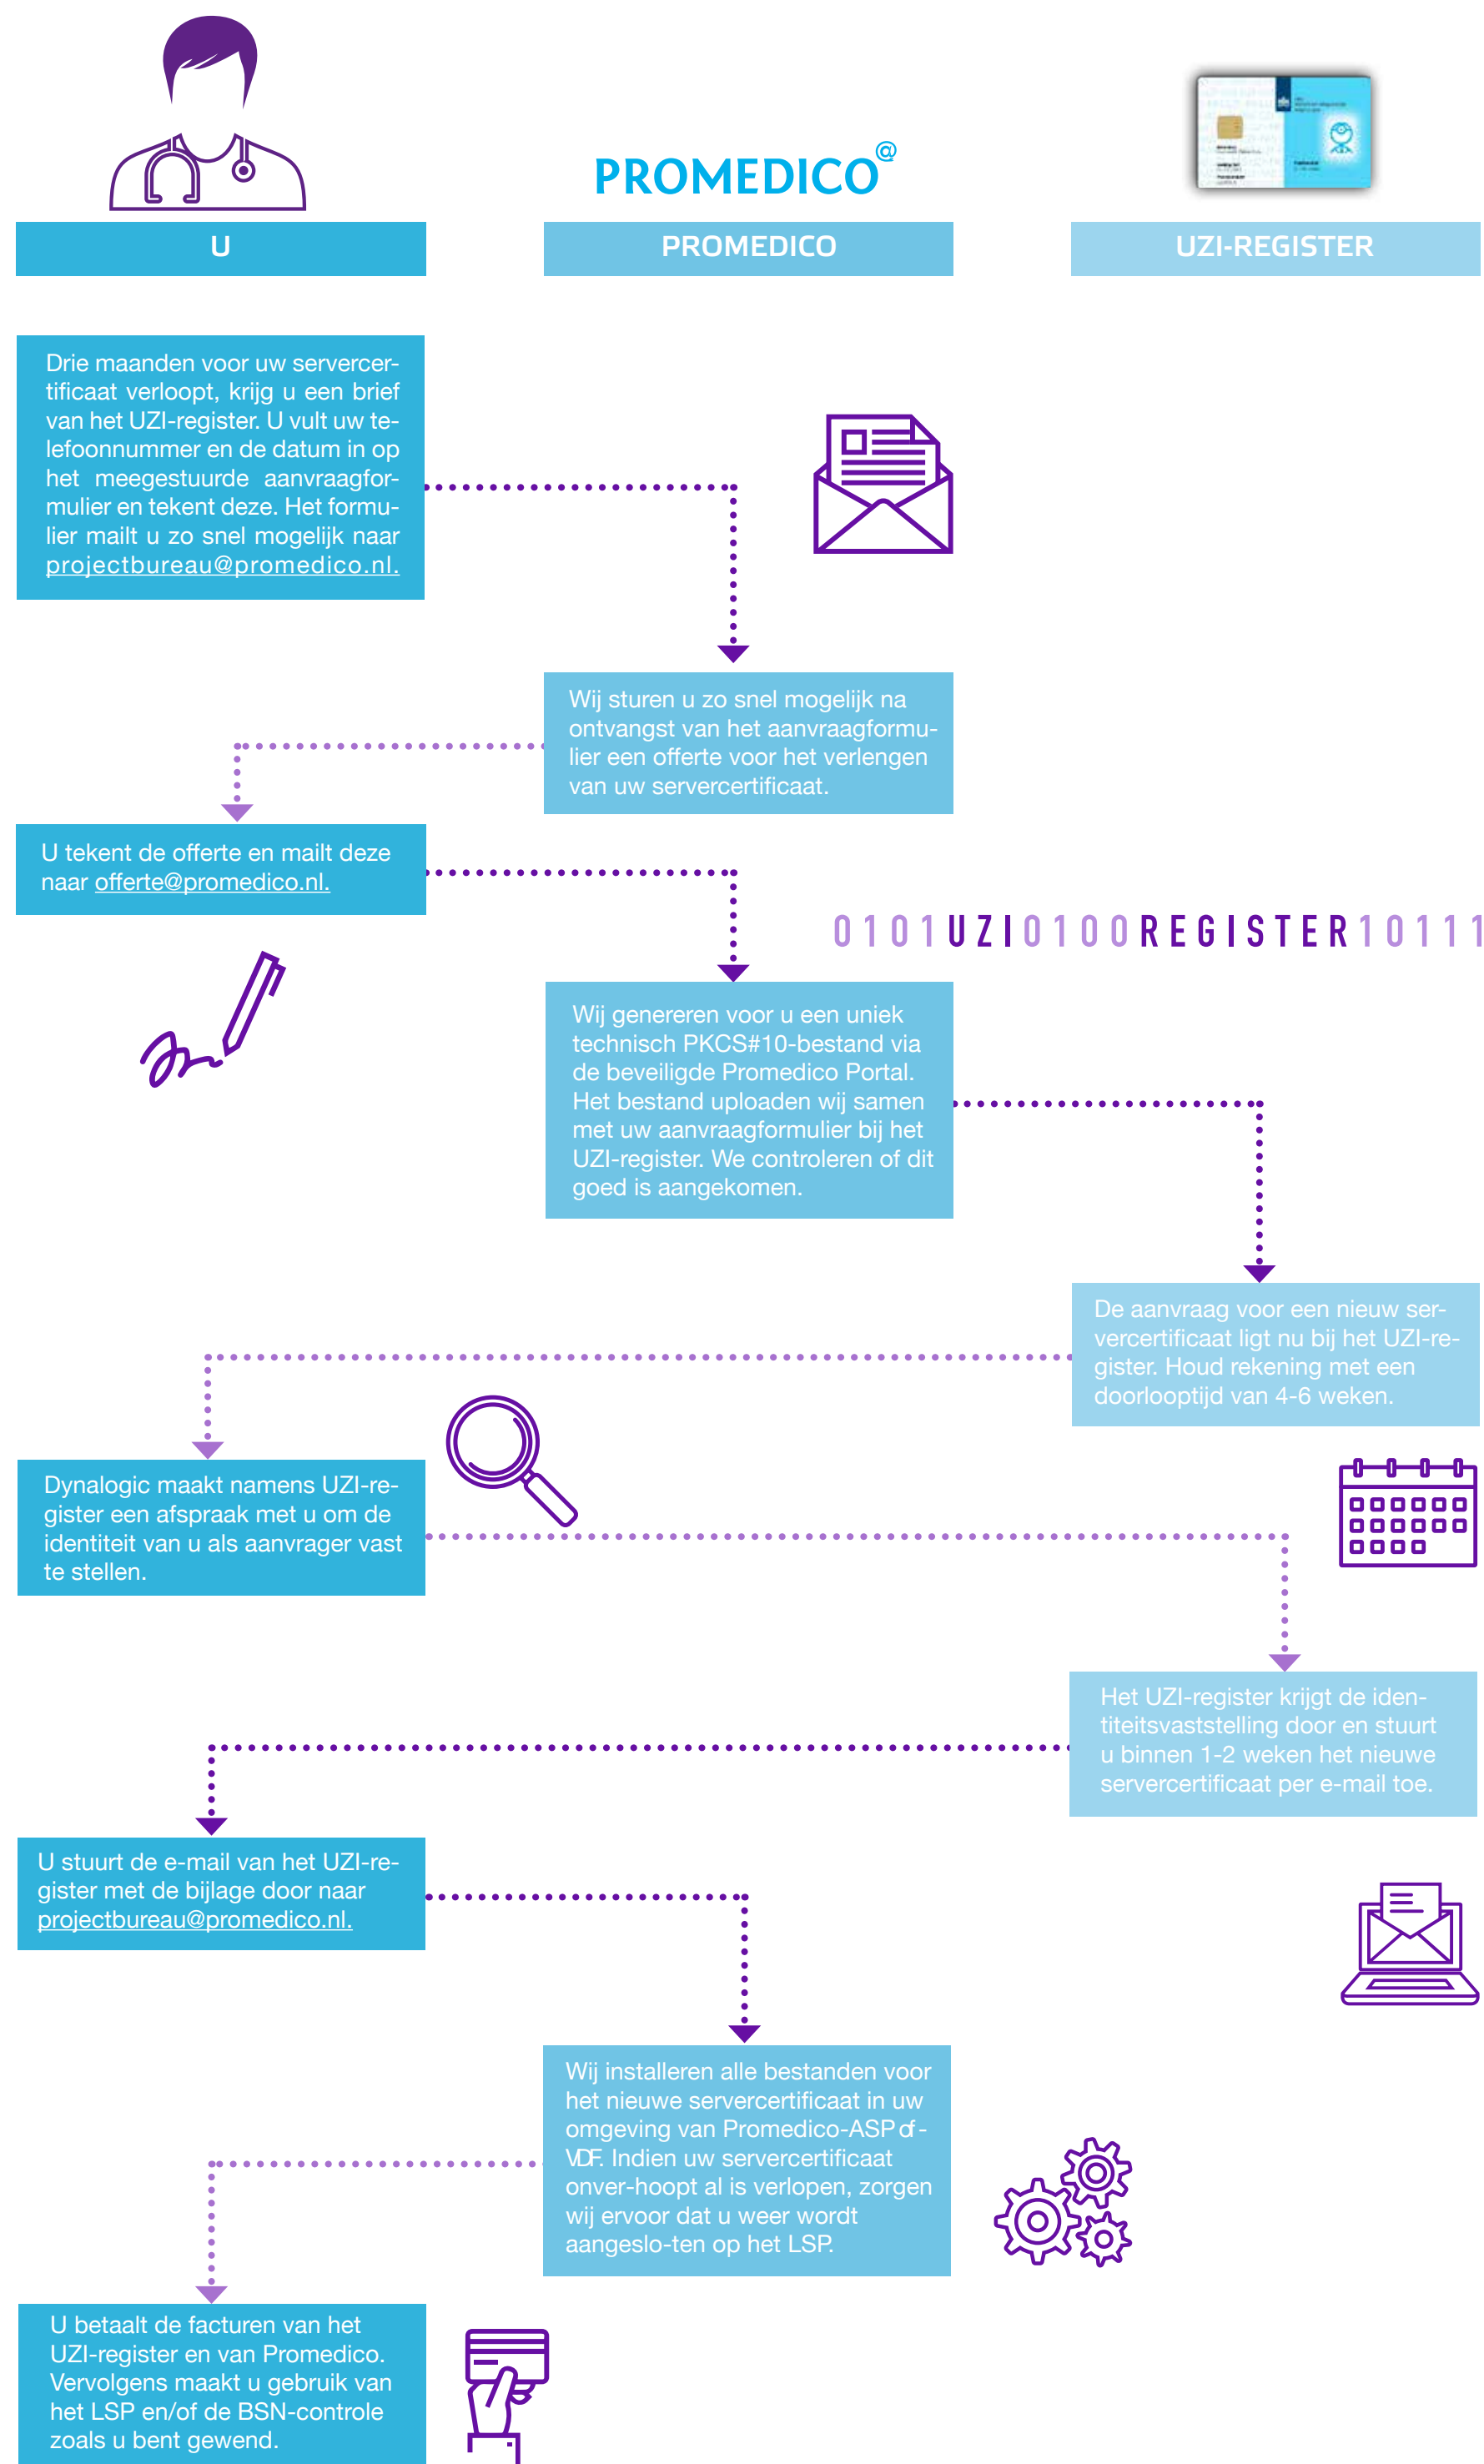 PROMEDICO@
U
PROMEDICO
UZI-REGISTER
Drie maanden voor uw servercer-
tificaat verloopt, krijg u een brief
van het UZI-register. U vult uw te-
lefoonnummer en de datum in op
het meegestuurde aanvraagfor-
mulier en tekent deze. Het formu-
lier mailt u zo snel mogelijk naar
projectbureau@promedico.nl.
Wij sturen u zo snel mogelijk na
ontvangst van het aanvraagformu-
lier een offerte voor het verlengen
van uw servercertificaat.
U tekent de offerte en mailt deze
naar offerte@promedico.nl.
0101UZI0100REGISTER10111
Wij genereren voor u een uniek
technisch PKCS#10-bestand via
de beveiligde Promedico Portal.
Het bestand uploaden wij samen
met uw aanvraagformulier bij het
UZI-register. We controleren of dit
goed is aangekomen.
De aanvraag voor een nieuw ser-
vercertificaat ligt nu bij het UZI-re-
gister. Houd rekening met een
doorlooptijd van 4-6 weken.
Dynalogic maakt namens UZI-re-
gister een afspraak met u om de
identiteit van u als aanvrager vast
te stellen.
Het UZI-register krijgt de iden-
titeitsvaststelling door en stuurt
u binnen 1-2 weken het nieuwe
servercertificaat per e-mail toe.
U stuurt de e-mail van het UZI-re-
gister met de bijlage door naar
projectbureau@promedico.nl.
Wij installeren alle bestanden voor
het nieuwe servercertificaat in uw
omgeving van Promedico-ASP of -
VDF. Indien uw servercertificaat
onver-hoopt al is verlopen, zorgen
wij ervoor dat u weer wordt
aangeslo-ten op het LSP.
U betaalt de facturen van het
UZI-register en van Promedico.
Vervolgens maakt u gebruik van
het LSP en/of de BSN-controle
zoals u bent gewend.